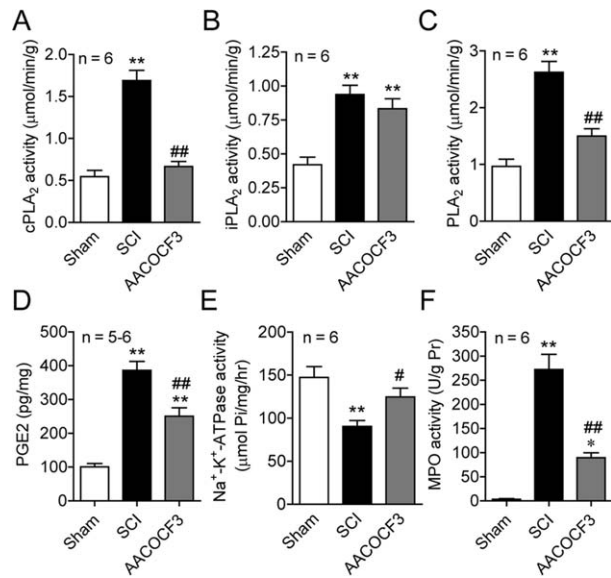 A
cPLA₂ activity (μmol/min/g)
2.0
1.5
1.0
0.5
0.0
n = 6
**
##
Sham
SCI
AACOCF3
B
iPLA₂ activity (μmol/min/g)
1.25
1.00
0.75
0.50
0.25
0.00
n = 6
**
**
Sham
SCI
AACOCF3
C
PLA₂ activity (μmol/min/g)
3
2
1
0
n = 6
**
##
Sham
SCI
AACOCF3
D
PGE2 (pg/mg)
500
400
300
200
100
0
n = 5-6
**
##
**
Sham
SCI
AACOCF3
E
Na⁺-K⁺-ATPase activity
(μmol Pi/mg/hr)
200
150
100
50
0
n = 6
**
#
Sham
SCI
AACOCF3
F
MPO activity (U/g Pr)
350
300
250
200
150
100
50
0
n = 6
**
##
*
Sham
SCI
AACOCF3